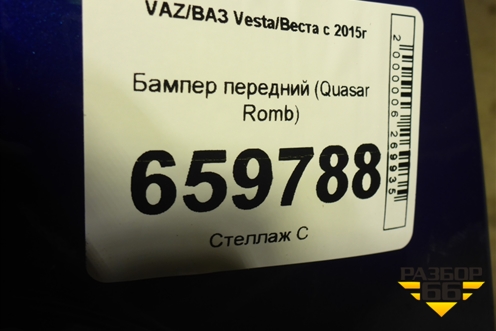 VAZ/ВАЗ Vesta/Веста с 2015г
Бампер передний (Quasar
Romb)
659788
Стеллаж С
2000006269935
РАЗБОР
66